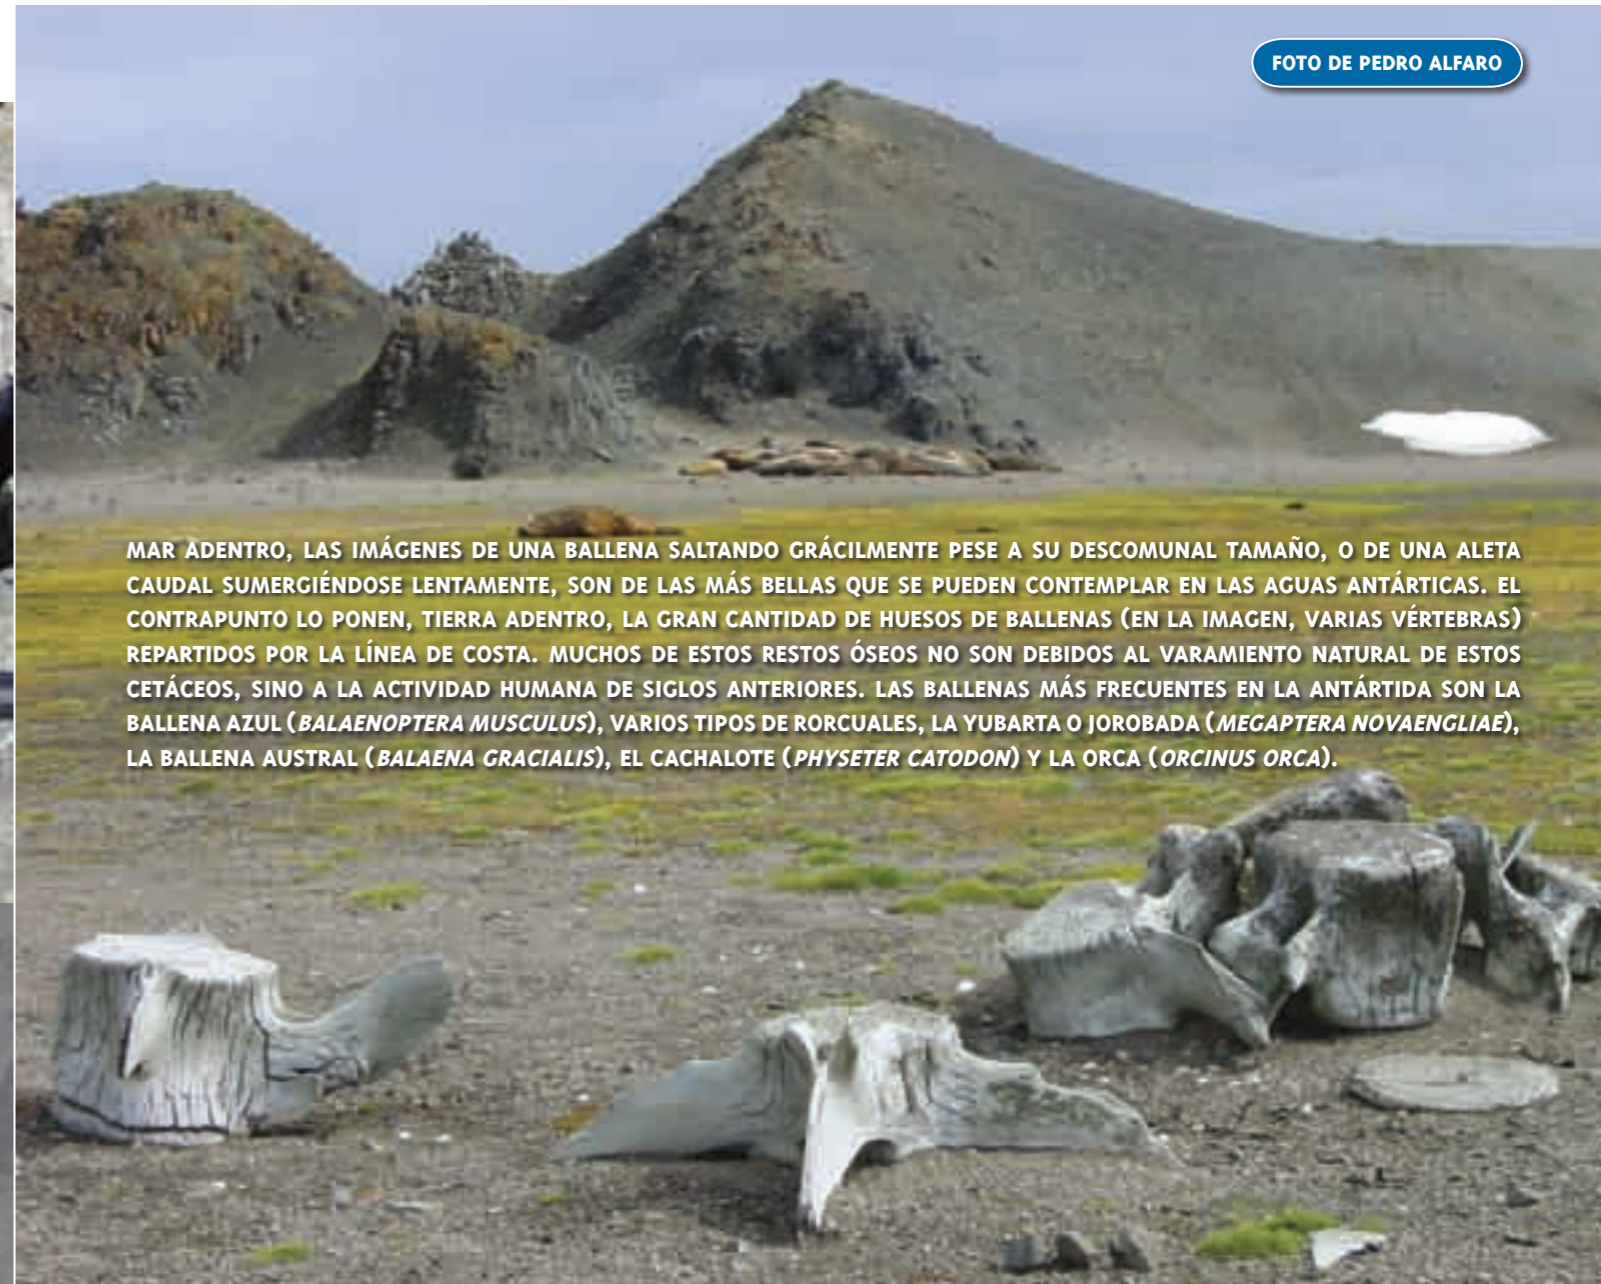 FOTO DE PEDRO ALFARO
MAR ADENTRO, LAS IMÁGENES DE UNA BALLENA SALTANDO GRÁCILMENTE PESE A SU DESCOMUNAL TAMAÑO, O DE UNA ALETA
CAUDAL SUMERGIÉNDOSE LENTAMENTE, SON DE LAS MÁS BELLAS QUE SE PUEDEN CONTEMPLAR EN LAS AGUAS ANTÁRTICAS. EL
CONTRAPUNTO LO PONEN, TIERRA ADENTRO, LA GRAN CANTIDAD DE HUESOS DE BALLENAS (EN LA IMAGEN, VARIAS VÉRTEBRAS)
REPARTIDOS POR LA LÍNEA DE COSTA. MUCHOS DE ESTOS RESTOS ÓSEOS NO SON DEBIDOS AL VARAMIENTO NATURAL DE ESTOS
CETÁCEOS, SINO A LA ACTIVIDAD HUMANA DE SIGLOS ANTERIORES. LAS BALLENAS MÁS FRECUENTES EN LA ANTÁRTIDA SON LA
BALLENA AZUL (BALAENOPTERA MUSCULUS), VARIOS TIPOS DE RORCUALES, LA YUBARTA O JOROBADA (MEGAPTERA NOVAENGLIAE),
LA BALLENA AUSTRAL (BALAENA GRACIALIS), EL CACHALOTE (PHYSETER CATODON) Y LA ORCA (ORCINUS ORCA).